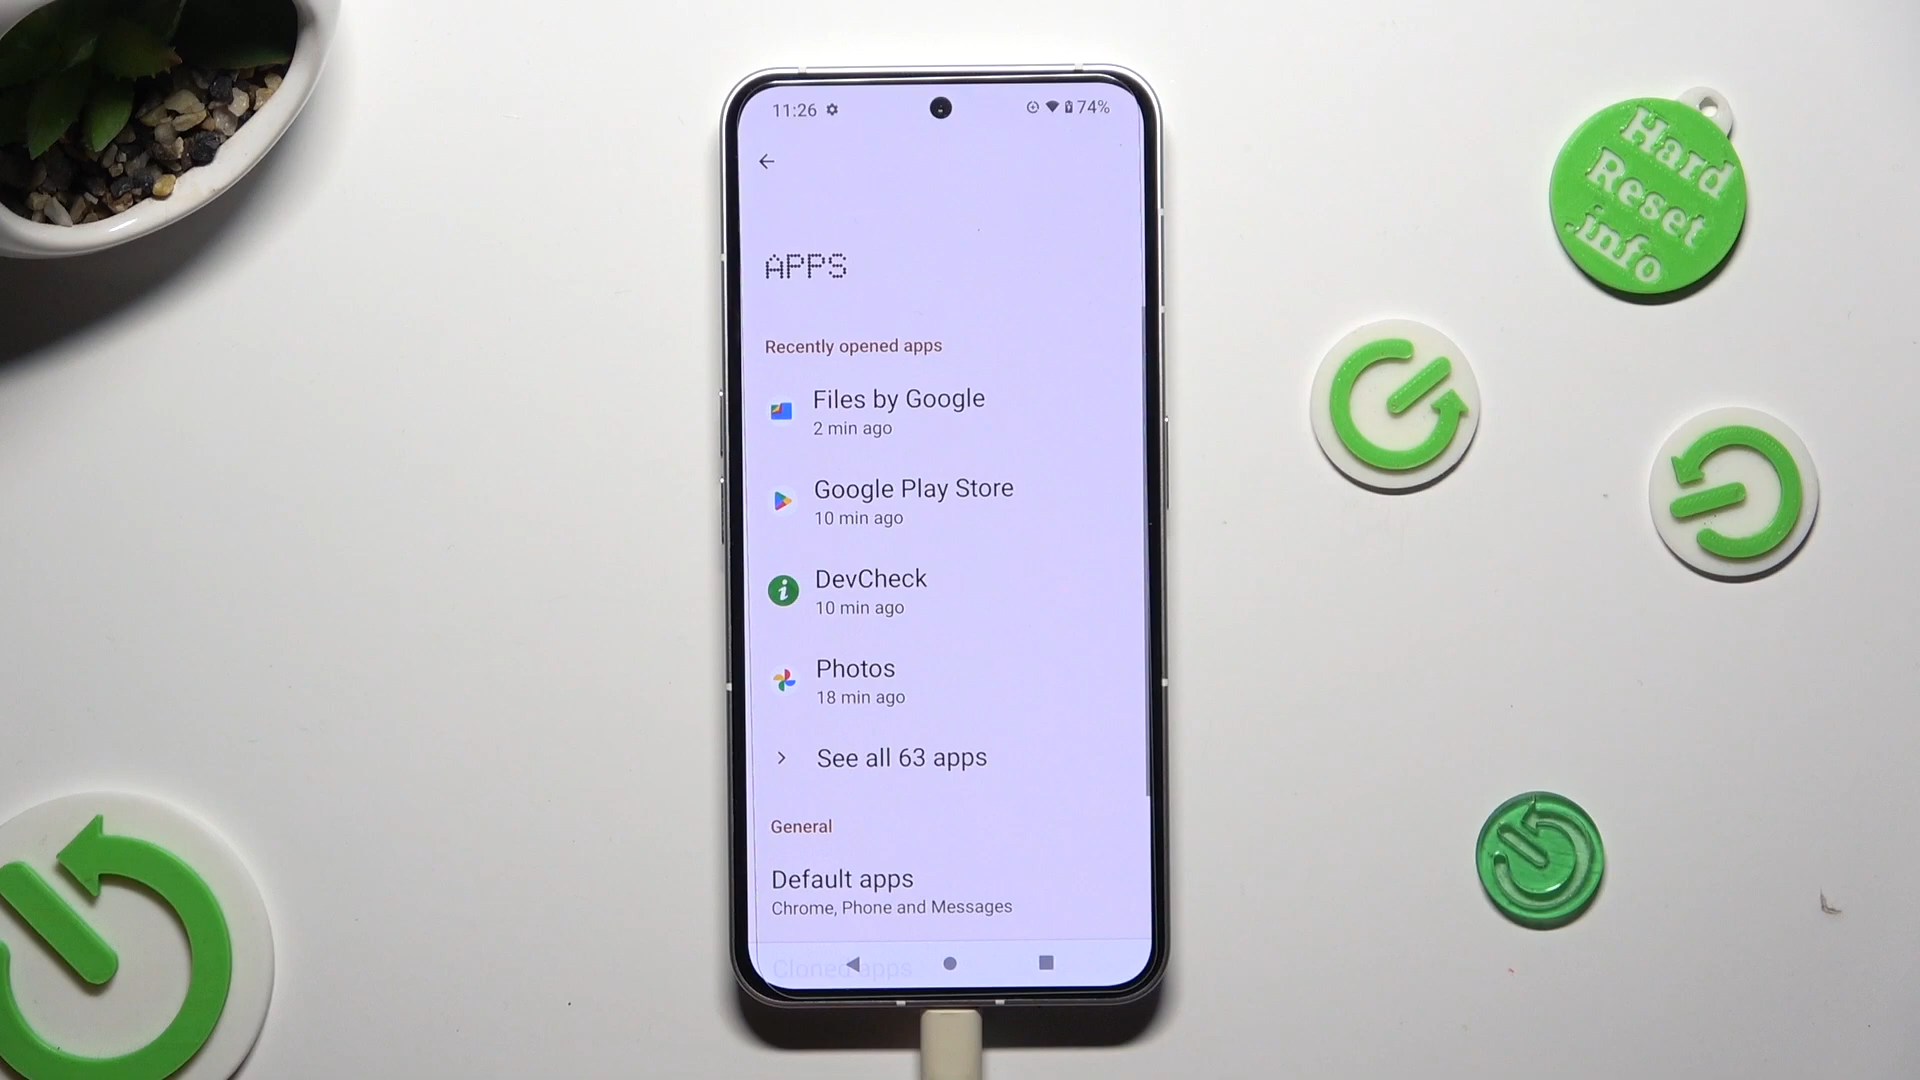 11:26
74%
APPS
Recently opened apps
Files by Google
2 min ago
Google Play Store
10 min ago
DevCheck
10 min ago
Photos
18 min ago
See all 63 apps
General
Default apps
Chrome, Phone and Messages
Cloned apps
Hard
Reset
.info